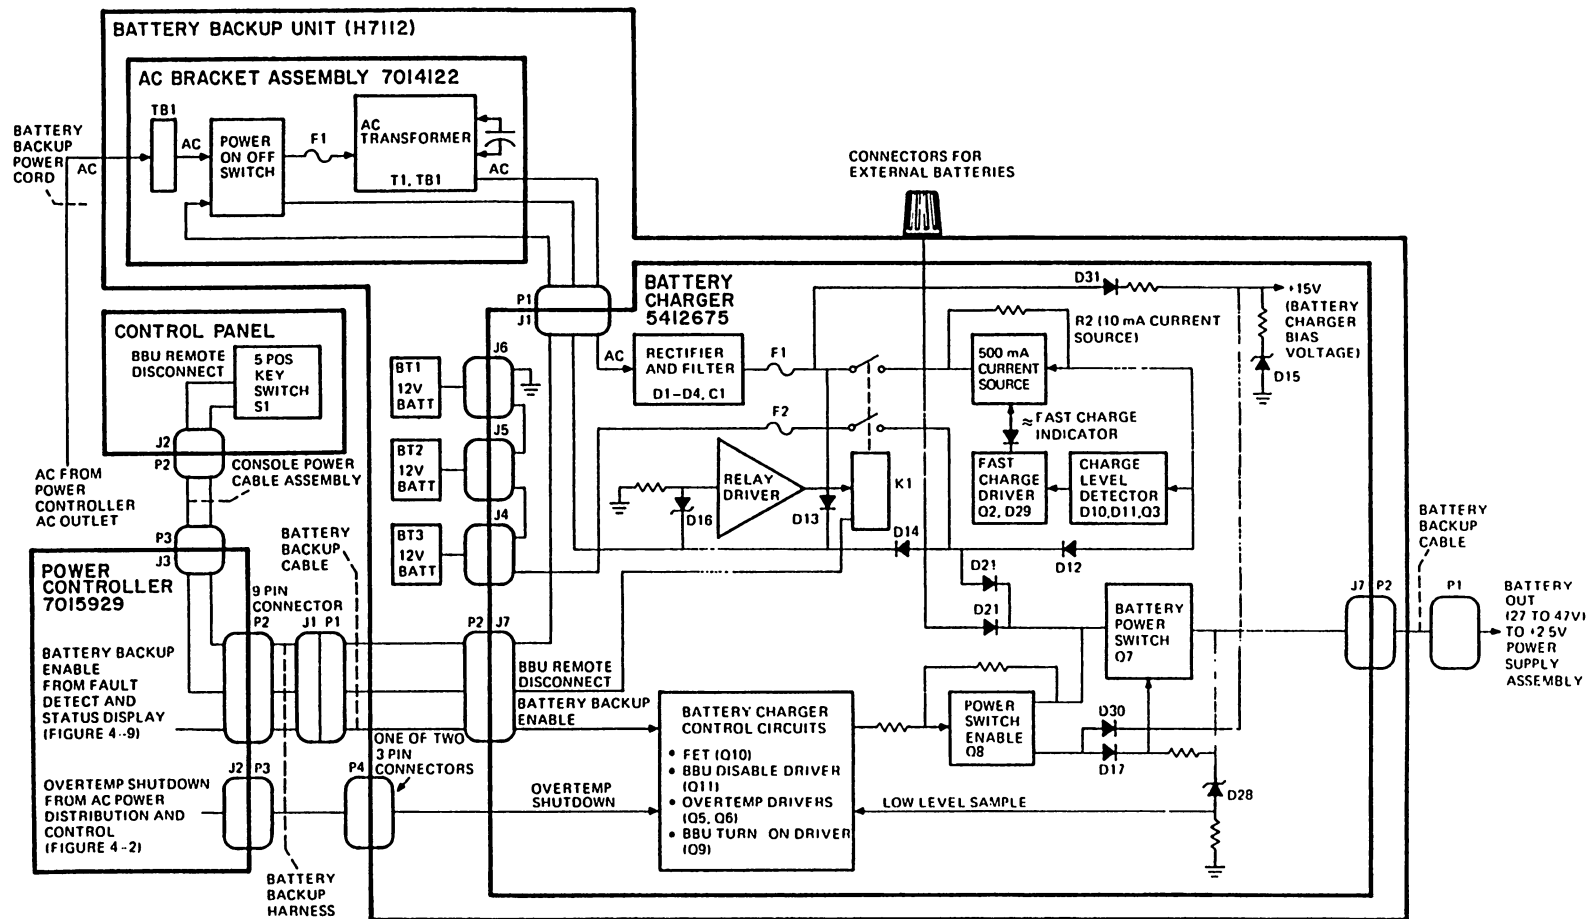 BATTERY BACKUP UNIT (H7112)
AC BRACKET ASSEMBLY 7014122
TB1
BATTERY
BACKUP
POWER
CORD
AC
AC
POWER
ON OFF
SWITCH
F1
AC
TRANSFORMER
T1, TB1
AC
CONNECTORS FOR
EXTERNAL BATTERIES
P1
J1
BATTERY
CHARGER
5412675
CONTROL PANEL
BBU REMOTE
DISCONNECT
5 POS
KEY
SWITCH
S1
J2
P2
CONSOLE POWER
CABLE ASSEMBLY
AC FROM
POWER
CONTROLLER
AC OUTLET
P3
J3
BT1
12V
BATT
J6
BT2
12V
BATT
J5
BT3
12V
BATT
J4
AC
RECTIFIER
AND FILTER
D1-D4, C1
F1
F2
RELAY
DRIVER
D16
D13
K1
D14
D31
+15V
(BATTERY
CHARGER
BIAS
VOLTAGE)
D15
R2 (10 mA CURRENT
SOURCE)
500 mA
CURRENT
SOURCE
≈FAST CHARGE
INDICATOR
FAST
CHARGE
DRIVER
Q2, D29
CHARGE
LEVEL
DETECTOR
D10,D11,Q3
D12
D21
D21
BATTERY
POWER
SWITCH
Q7
BATTERY
BACKUP
CABLE
J7 P2
P1
BATTERY
OUT
(27 TO 47V)
TO +2.5V
POWER
SUPPLY
ASSEMBLY
POWER
CONTROLLER
7015929
9 PIN
CONNECTOR
BATTERY
BACKUP
CABLE
P2
J1 P1
P2 J7
BATTERY BACKUP
ENABLE
FROM FAULT
DETECT AND
STATUS DISPLAY
(FIGURE 4-9)
BBU REMOTE
DISCONNECT
BATTERY BACKUP
ENABLE
ONE OF TWO
3 PIN
CONNECTORS
J2 P3
P4
OVERTEMP SHUTDOWN
FROM AC POWER
DISTRIBUTION AND
CONTROL
(FIGURE 4-2)
OVERTEMP
SHUTDOWN
BATTERY
BACKUP
HARNESS
BATTERY CHARGER
CONTROL CIRCUITS
• FET (Q10)
• BBU DISABLE DRIVER
(Q11)
• OVERTEMP DRIVERS
(Q5, Q6)
• BBU TURN ON DRIVER
(Q9)
POWER
SWITCH
ENABLE
Q8
D30
D17
D28
LOW LEVEL SAMPLE